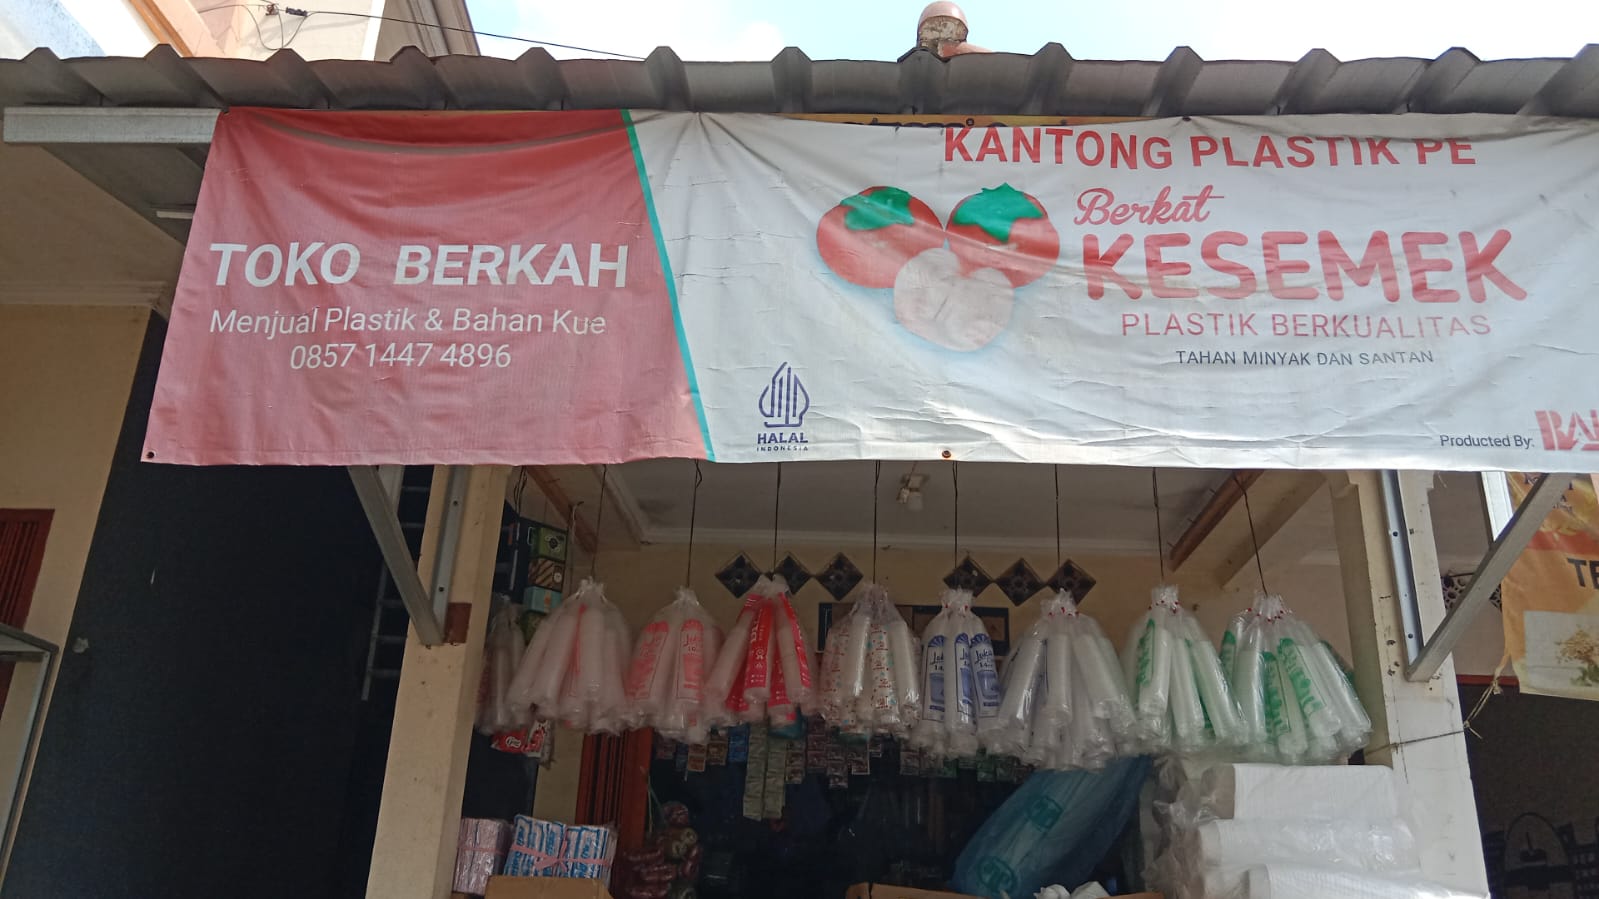 TOKO BERKAH
Menjual Plastik & Bahan Kue
0857 1447 4896
KANTONG PLASTIK PE
Berkat
KESEMEK
PLASTIK BERKUALITAS
TAHAN MINYAK DAN SANTAN
HALAL
INDONESIA
Producted By: